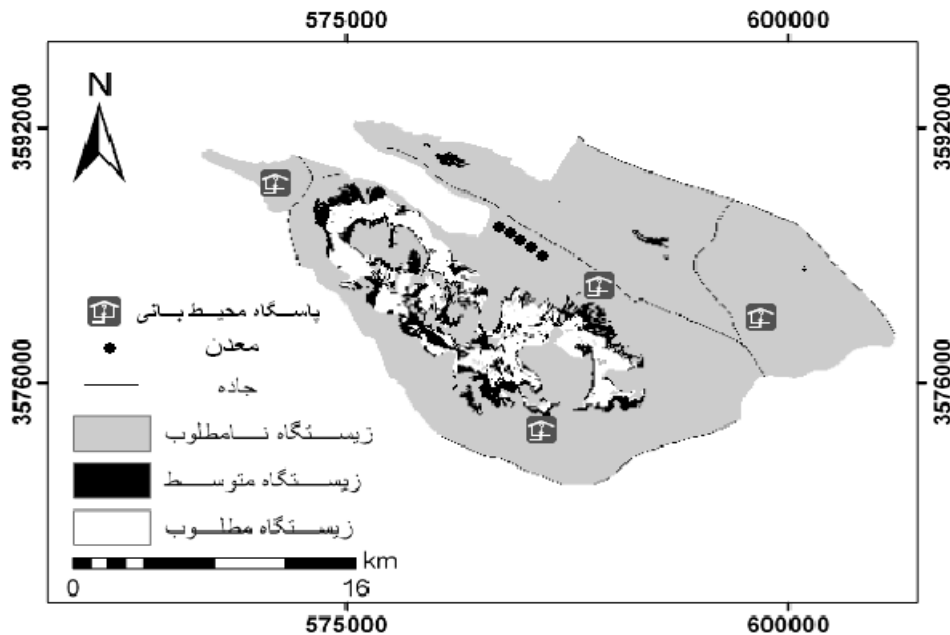 575000 600000
3592000 3592000
N
پاسگاه محیط بانی
معدن
جاده
3576000 3576000
زیستگاه نامطلوب
زیستگاه متوسط
زیستگاه مطلوب
km
0 16
575000 600000